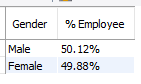 Gender % Employee
Male 50.12%
Female 49.88%